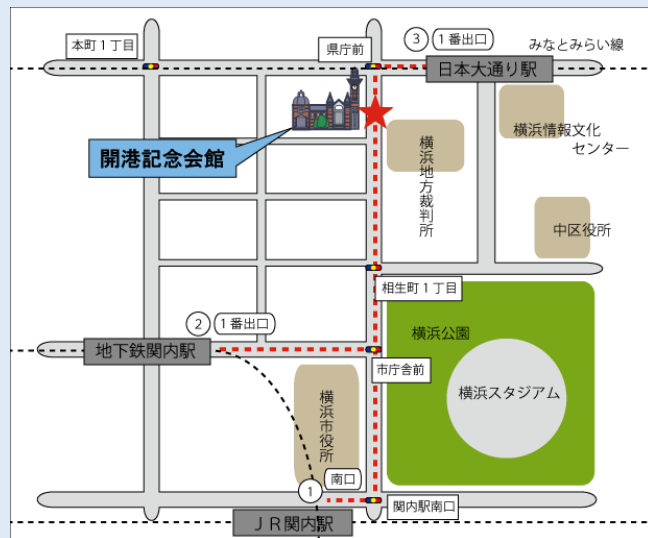 本町１丁目
県庁前
③
１番出口
みなとみらい線
日本大通り駅
開港記念会館
横浜地方裁判所
横浜情報文化
センター
中区役所
相生町１丁目
②
１番出口
地下鉄関内駅
横浜公園
市庁舎前
横浜スタジアム
横浜市役所
①
南口
関内駅南口
ＪＲ関内駅